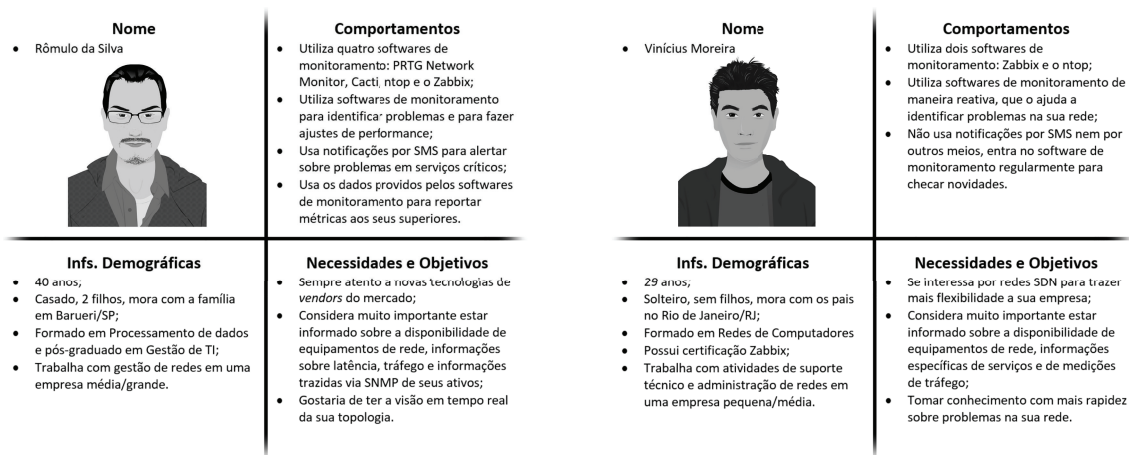 Nome
• Rômulo da Silva
Comportamentos
• Utiliza quatro softwares de
monitoramento: PRTG Network
Monitor, Cacti, ntop e o Zabbix;
• Utiliza softwares de monitoramento
para identificar problemas e para fazer
ajustes de performance;
• Usa notificações por SMS para alertar
sobre problemas em serviços críticos;
• Usa os dados providos pelos softwares
de monitoramento para reportar
métricas aos seus superiores.
Infs. Demográficas
• 40 anos;
• Casado, 2 filhos, mora com a família
em Barueri/SP;
• Formado em Processamento de dados
e pós-graduado em Gestão de TI;
• Trabalha com gestão de redes em uma
empresa média/grande.
Necessidades e Objetivos
• Sempre atento a novas tecnologias de
vendors do mercado;
• Considera muito importante estar
informado sobre a disponibilidade de
equipamentos de rede, informações
sobre latência, tráfego e informações
trazidas via SNMP de seus ativos;
• Gostaria de ter a visão em tempo real
da sua topologia.
Nome
• Vinícius Moreira
Comportamentos
• Utiliza dois softwares de
monitoramento: Zabbix e o ntop;
• Utiliza softwares de monitoramento de
maneira reativa, que o ajuda a
identificar problemas na sua rede;
• Não usa notificações por SMS nem por
outros meios, entra no software de
monitoramento regularmente para
checar novidades.
Infs. Demográficas
• 29 anos;
• Solteiro, sem filhos, mora com os pais
no Rio de Janeiro/RJ;
• Formado em Redes de Computadores
• Possui certificação Zabbix;
• Trabalha com atividades de suporte
técnico e administração de redes em
uma empresa pequena/média.
Necessidades e Objetivos
• Se interessa por redes SDN para trazer
mais flexibilidade a sua empresa;
• Considera muito importante estar
informado sobre a disponibilidade de
equipamentos de rede, informações
específicas de serviços e de medições
de tráfego;
• Tomar conhecimento com mais rapidez
sobre problemas na sua rede.